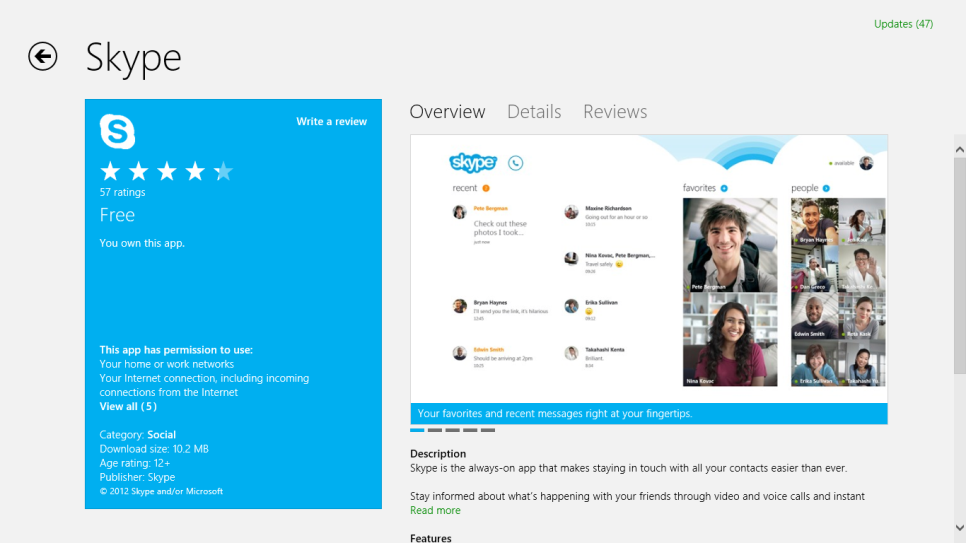 Updates (47)
Skype
Write a review
57 ratings
Free
You own this app.
This app has permission to use:
Your home or work networks
Your Internet connection, including incoming
connections from the Internet
View all (5)
Category: Social
Download size: 10.2 MB
Age rating: 12+
Publisher: Skype
© 2012 Skype and/or Microsoft
Overview Details Reviews
skype
available
recent
favorites
people
Pete Bergman
Check out these
photos I took...
just now
Maxine Richardson
Going out for an hour or so
Nina Kovac, Pete Bergman,...
Travel safely
Bryan Haynes
I'll send you the link, it's hilarious
Erika Sullivan
Edwin Smith
Should be arriving at 2pm
Takahashi Kenta
Brilliant.
Pete Bergman
Nina Kovac
Bryan Haynes
Dan Greco
Edwin Smith
Erika Sullivan
Your favorites and recent messages right at your fingertips.
Description
Skype is the always-on app that makes staying in touch with all your contacts easier than ever.
Stay informed about what's happening with your friends through video and voice calls and instant
Read more
Features